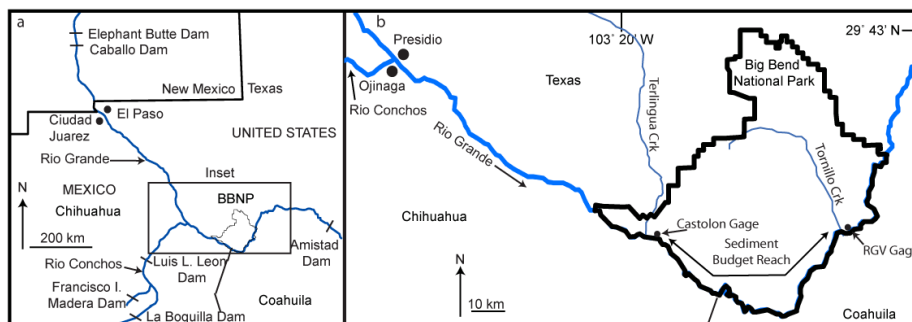 a
Elephant Butte Dam
Caballo Dam
New Mexico
Texas
El Paso
Ciudad
Juarez
UNITED STATES
Rio Grande
Inset
N
MEXICO
BBNP
Chihuahua
200 km
Amistad
Dam
Rio Conchos
Luis L. Leon
Dam
Francisco I.
Madera Dam
Coahuila
La Boquilla Dam
b
103° 20' W
29° 43' N
Presidio
Texas
Big Bend
National Park
Ojinaga
Rio Conchos
Terlingua Crk
Rio Grande
Tornillo Crk
Chihuahua
Castolon Gage
Sediment
Budget Reach
RGV Gag
N
10 km
Coahuila